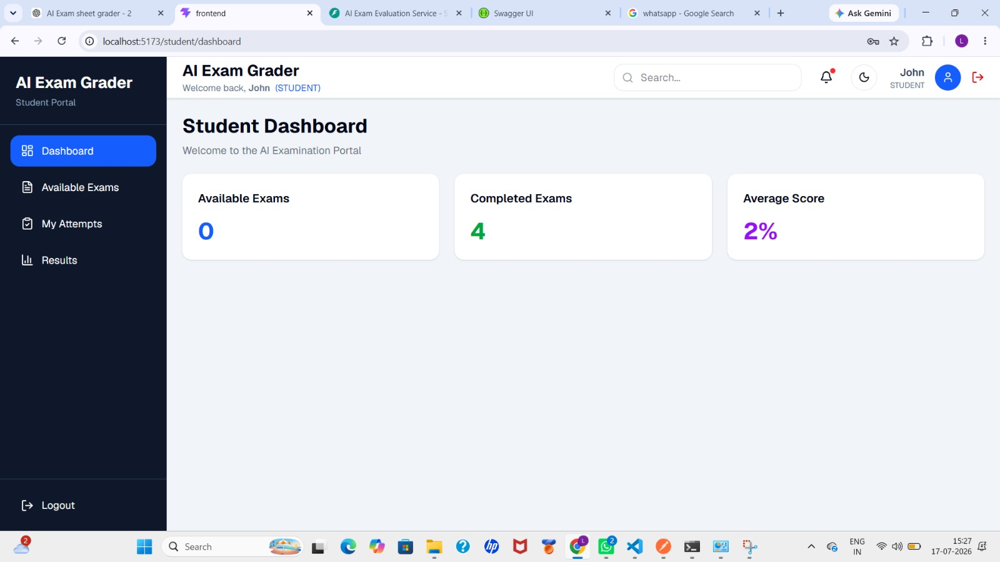 AI Exam sheet grader - 2
frontend
AI Exam Evaluation Service - S
Swagger UI
whatsapp - Google Search
Ask Gemini
localhost:5173/student/dashboard
L
AI Exam Grader
Student Portal
Dashboard
Available Exams
My Attempts
Results
Logout
AI Exam Grader
Welcome back, John (STUDENT)
Search...
John
STUDENT
Student Dashboard
Welcome to the AI Examination Portal
Available Exams
0
Completed Exams
4
Average Score
2%
2
Search
hp
L
2
ENG
IN
15:27
17-07-2026